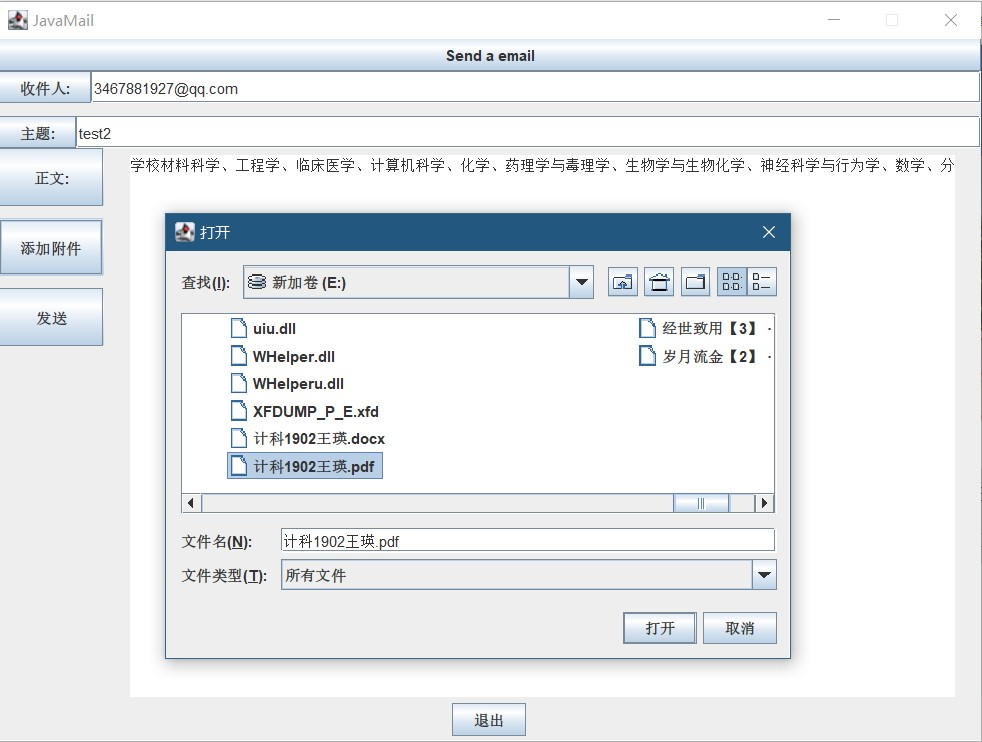 JavaMail
Send a email
收件人: 3467881927@qq.com
主题: test2
正文: 学校材料科学、工程学、临床医学、计算机科学、化学、药理学与毒理学、生物学与生物化学、神经科学与行为学、数学、分
添加附件
发送
打开
查找(I): 新加卷 (E:)
uiu.dll
WHelper.dll
WHelperu.dll
XFDUMP_P_E.xfd
计科1902王瑛.docx
计科1902王瑛.pdf
经世致用【3】 ·
岁月流金【2】 ·
文件名(N): 计科1902王瑛.pdf
文件类型(T): 所有文件
打开 取消
退出